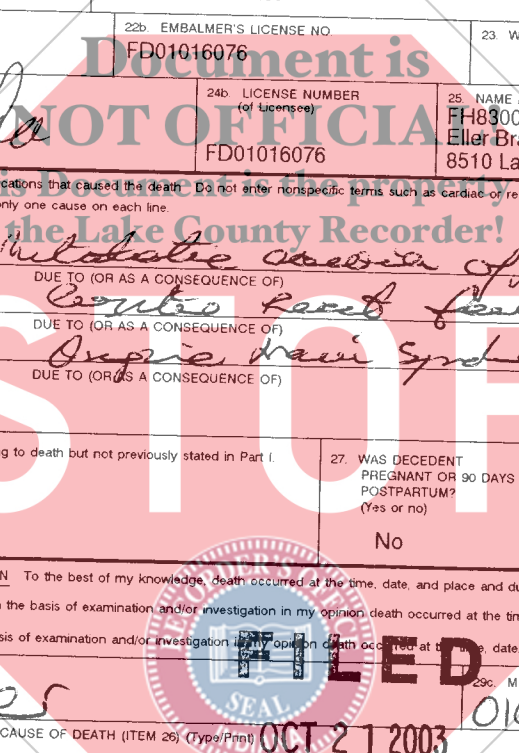 22b. EMBALMER'S LICENSE NO.
FD01016076
23. W
Document is
NOT OFFICIAL!
24b. LICENSE NUMBER
(of Licensee)
FD01016076
25. NAME
FH8300
Eller Bra
8510 La
This Document is the property of
the Lake County Recorder!
cations that caused the death. Do not enter nonspecific terms such as cardiac or re
only one cause on each line.
of
DUE TO (OR AS A CONSEQUENCE OF)
DUE TO (OR AS A CONSEQUENCE OF)
DUE TO (OR AS A CONSEQUENCE OF)
STOP
g to death but not previously stated in Part I.
27. WAS DECEDENT
PREGNANT OR 90 DAYS
POSTPARTUM?
(Yes or no)
No
N To the best of my knowledge, death occurred at the time, date, and place and du
the basis of examination and/or investigation in my opinion death occurred at the tim
sis of examination and/or investigation in my opinion death occurred at the time, date,
RECORDER'S OFFICE
FILED
SEAL
29c. M
CAUSE OF DEATH (ITEM 26) (Type/Print)
OCT 21 2003